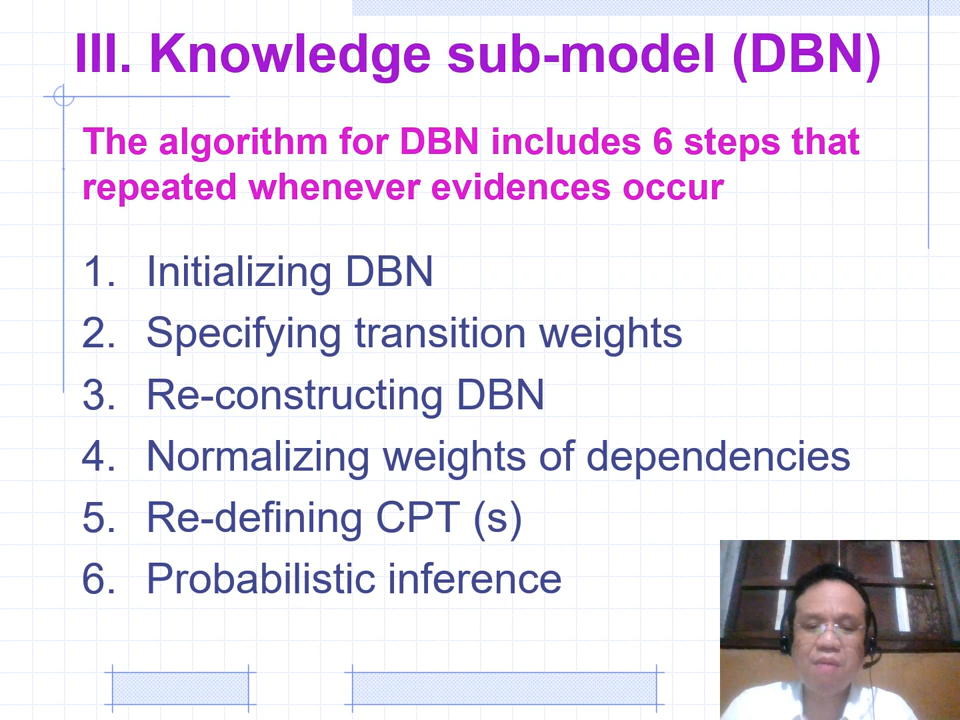 III. Knowledge sub-model (DBN)
The algorithm for DBN includes 6 steps that
repeated whenever evidences occur
1. Initializing DBN
2. Specifying transition weights
3. Re-constructing DBN
4. Normalizing weights of dependencies
5. Re-defining CPT (s)
6. Probabilistic inference